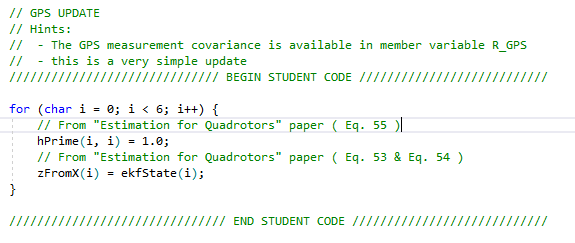 // GPS UPDATE
// Hints:
//  - The GPS measurement covariance is available in member variable R_GPS
//  - this is a very simple update
////////////////////////////// BEGIN STUDENT CODE ///////////////////////////

for (char i = 0; i < 6; i++) {
    // From "Estimation for Quadrotors" paper ( Eq. 55 )
    hPrime(i, i) = 1.0;
    // From "Estimation for Quadrotors" paper ( Eq. 53 & Eq. 54 )
    zFromX(i) = ekfState(i);
}

/////////////////////////////// END STUDENT CODE ////////////////////////////